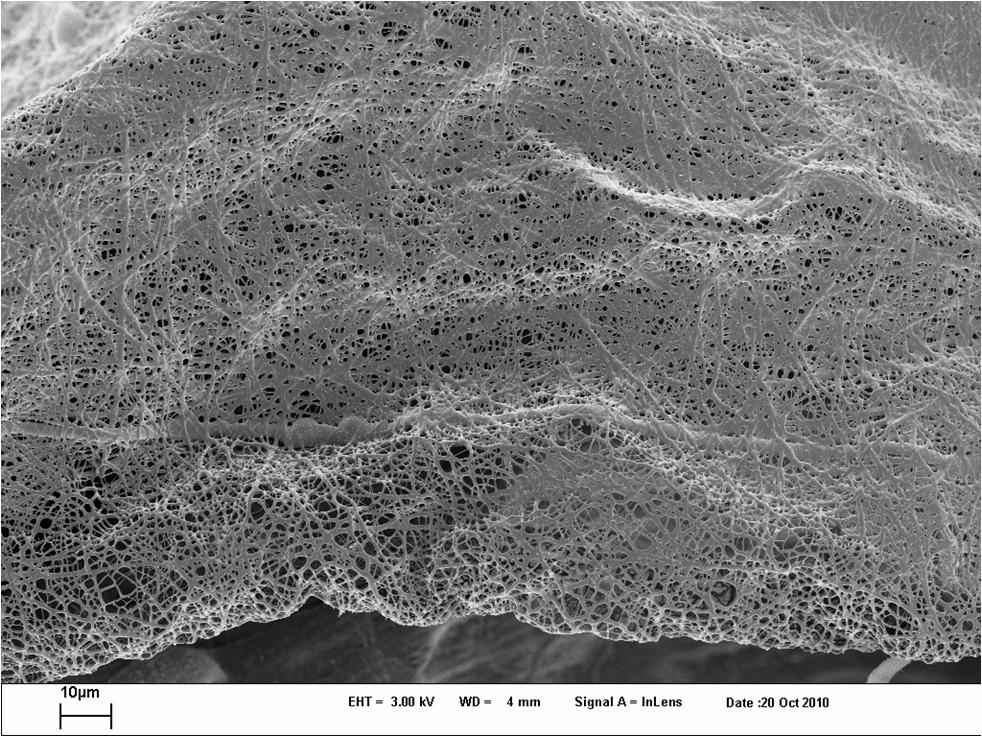 10µm
EHT = 3.00 kV WD = 4 mm Signal A = InLens Date :20 Oct 2010